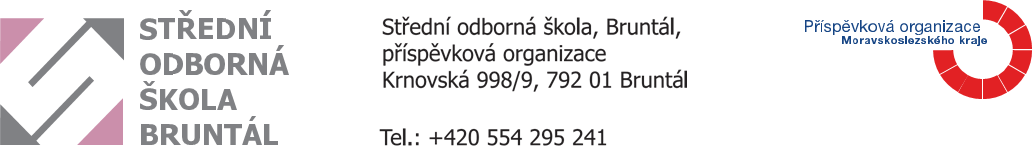 STŘEDNÍ
ODBORNÁ
ŠKOLA
BRUNTÁL
Střední odborná škola, Bruntál,
příspěvková organizace
Krnovská 998/9, 792 01 Bruntál
Tel.: +420 554 295 241
Příspěvková organizace
Moravskoslezského kraje